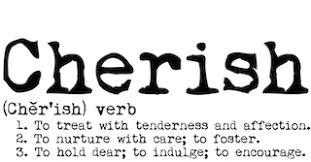 Cherish
(Chĕr'ish) verb
1. To treat with tenderness and affection.
2. To nurture with care; to foster.
3. To hold dear; to indulge; to encourage.